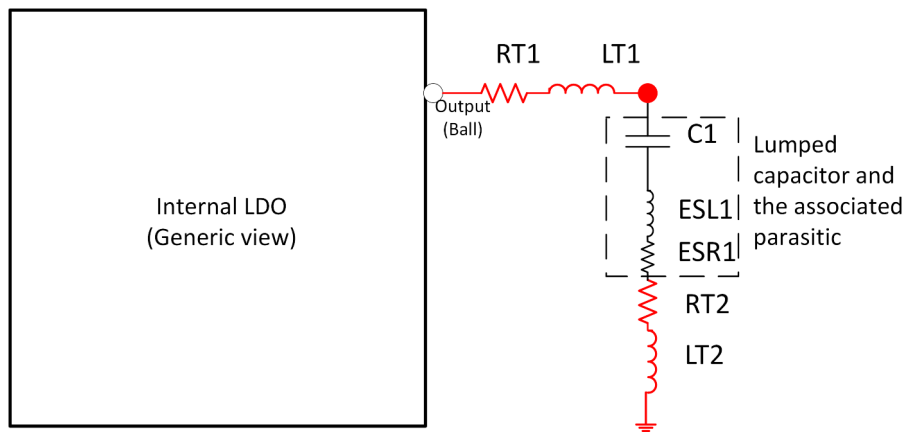 RT1
LT1
Output
(Ball)
C1
Lumped
capacitor and
the associated
parasitic
Internal LDO
(Generic view)
ESL1
ESR1
RT2
LT2